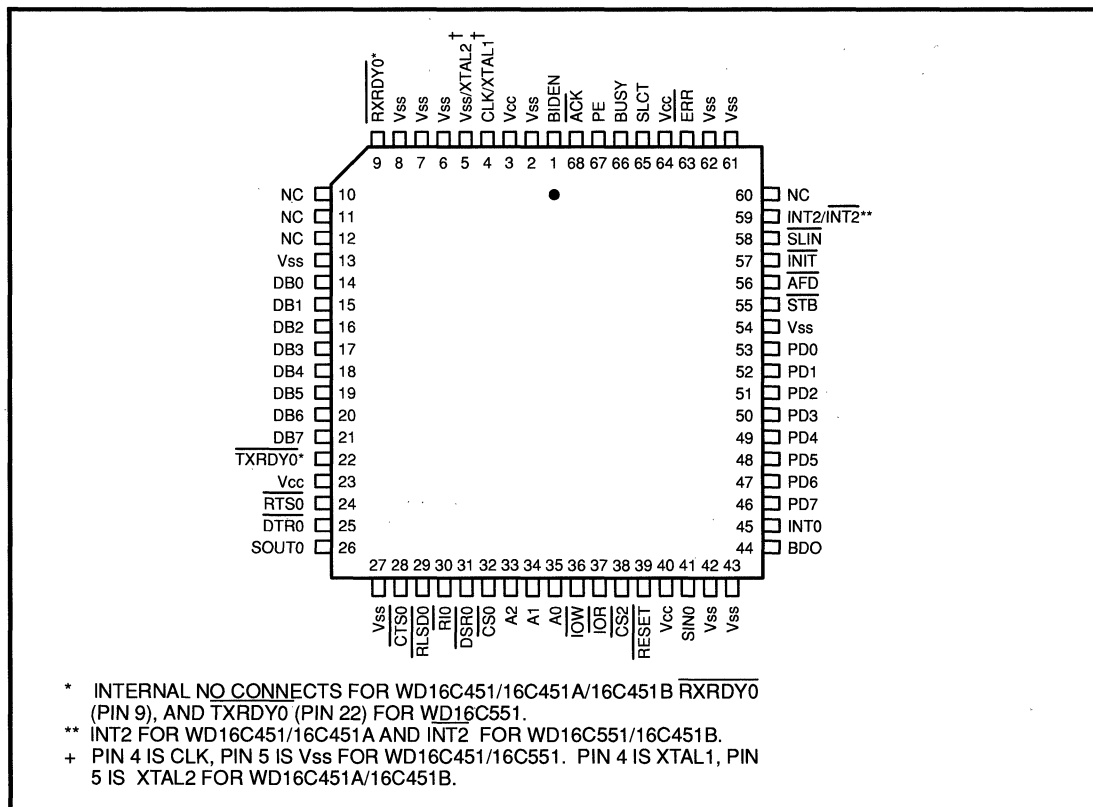 † †
RXRDY0* Vss Vss Vss Vss/XTAL2 CLK/XTAL1 Vcc Vss BIDEN ACK PE BUSY SLCT Vcc ERR Vss Vss
9 8 7 6 5 4 3 2 1 68 67 66 65 64 63 62 61
NC 10 60 NC
NC 11 59 INT2/INT2**
NC 12 58 SLIN
Vss 13 57 INIT
DB0 14 56 AFD
DB1 15 55 STB
DB2 16 54 Vss
DB3 17 53 PD0
DB4 18 52 PD1
DB5 19 51 PD2
DB6 20 50 PD3
DB7 21 49 PD4
TXRDY0* 22 48 PD5
Vcc 23 47 PD6
RTS0 24 46 PD7
DTR0 25 45 INT0
SOUT0 26 44 BDO
27 28 29 30 31 32 33 34 35 36 37 38 39 40 41 42 43
Vss CTS0 RLSD0 RI0 DSR0 CS0 A2 A1 A0 IOW IOR CS2 RESET Vcc SIN0 Vss Vss
* INTERNAL NO CONNECTS FOR WD16C451/16C451A/16C451B RXRDY0
(PIN 9), AND TXRDY0 (PIN 22) FOR WD16C551.
** INT2 FOR WD16C451/16C451A AND INT2 FOR WD16C551/16C451B.
+ PIN 4 IS CLK, PIN 5 IS Vss FOR WD16C451/16C551. PIN 4 IS XTAL1, PIN
5 IS XTAL2 FOR WD16C451A/16C451B.